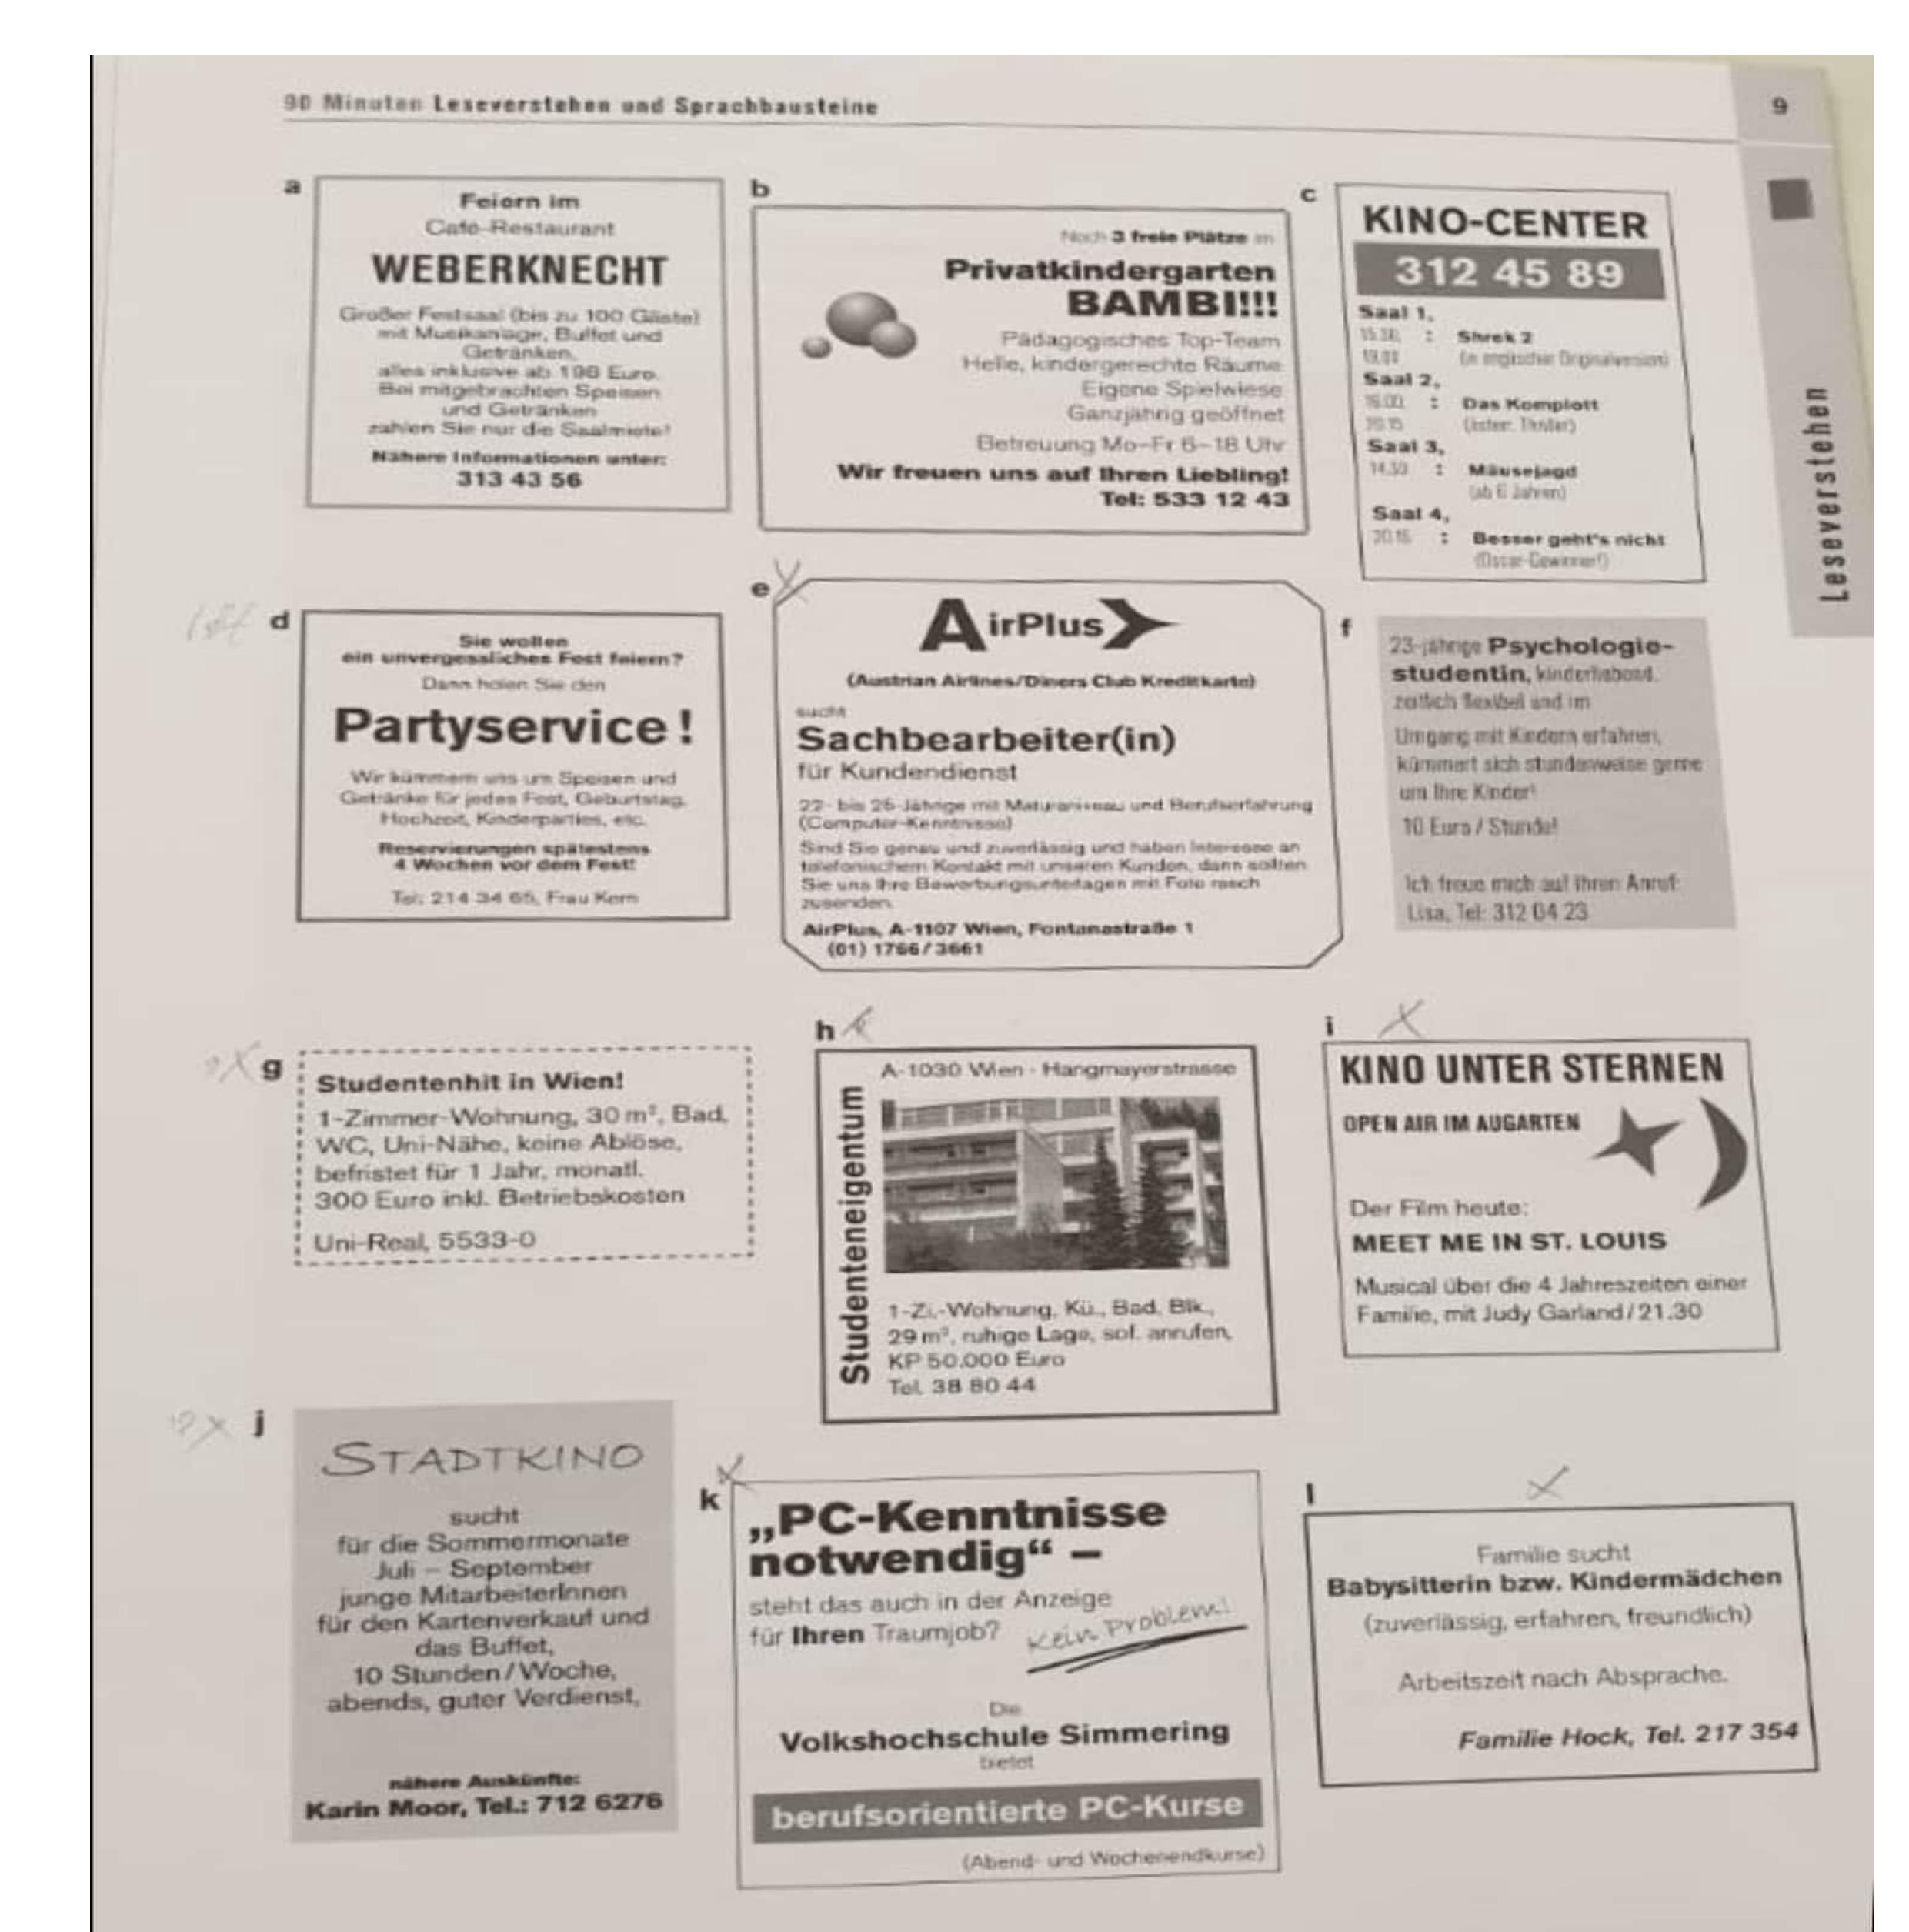 90 Minuten Leseverstehen und Sprachbausteine
9
Leseverstehen
a
Feiern im
Café-Restaurant
WEBERKNECHT
Großer Festsaal (bis zu 100 Gäste)
mit Musikanlage, Buffet und
Getränken,
alles inklusive ab 198 Euro.
Bei mitgebrachten Speisen
und Getränken
zahlen Sie nur die Saalmiete!
Nähere Informationen unter:
313 43 56
b
Noch 3 freie Plätze im
Privatkindergarten
BAMBI!!!
Pädagogisches Top-Team
Helle, kindergerechte Räume
Eigene Spielwiese
Ganzjährig geöffnet
Betreuung Mo–Fr 6–18 Uhr
Wir freuen uns auf Ihren Liebling!
Tel: 533 12 43
c
KINO-CENTER
312 45 89
Saal 1,
: Shrek 2
(in englischer Originalversion)
Saal 2,
: Das Komplott
20.15 (österr. Thriller)
Saal 3,
14.30 : Mäusejagd
(ab 6 Jahren)
Saal 4,
20.15 : Besser geht's nicht
(Oscar-Gewinner!)
d
Sie wollen
ein unvergessliches Fest feiern?
Dann holen Sie den
Partyservice!
Wir kümmern uns um Speisen und
Getränke für jedes Fest, Geburtstag,
Hochzeit, Kinderparties, etc.
Reservierungen spätestens
4 Wochen vor dem Fest!
Tel: 214 34 65, Frau Kern
e
AirPlus
(Austrian Airlines/Diners Club Kreditkarte)
sucht
Sachbearbeiter(in)
für Kundendienst
22- bis 26-Jährige mit Maturaniveau und Berufserfahrung
(Computer-Kenntnisse)
Sind Sie genau und zuverlässig und haben Interesse an
telefonischem Kontakt mit unseren Kunden, dann sollten
Sie uns Ihre Bewerbungsunterlagen mit Foto rasch
zusenden.
AirPlus, A-1107 Wien, Fontanastraße 1
(01) 1766/3661
f
23-jährige Psychologie-
studentin, kinderliebend,
zeitlich flexibel und im
Umgang mit Kindern erfahren,
kümmert sich stundenweise gerne
um Ihre Kinder!
10 Euro / Stunde!
Ich freue mich auf Ihren Anruf:
Lisa, Tel: 312 04 23
g
Studentenhit in Wien!
1-Zimmer-Wohnung, 30 m², Bad,
WC, Uni-Nähe, keine Ablöse,
befristet für 1 Jahr, monatl.
300 Euro inkl. Betriebskosten
Uni-Real, 5533-0
h
Studenteneigentum
A-1030 Wien - Hangmayerstrasse
1-Zi.-Wohnung, Kü., Bad, Blk.,
29 m², ruhige Lage, sof. anrufen,
KP 50.000 Euro
Tel. 38 80 44
i
KINO UNTER STERNEN
OPEN AIR IM AUGARTEN
Der Film heute:
MEET ME IN ST. LOUIS
Musical über die 4 Jahreszeiten einer
Familie, mit Judy Garland/21.30
j
STADTKINO
sucht
für die Sommermonate
Juli – September
junge MitarbeiterInnen
für den Kartenverkauf und
das Buffet,
10 Stunden/Woche,
abends, guter Verdienst,
nähere Auskünfte:
Karin Moor, Tel.: 712 6276
k
„PC-Kenntnisse
notwendig“ –
steht das auch in der Anzeige
für Ihren Traumjob? Kein Problem!
Die
Volkshochschule Simmering
bietet
berufsorientierte PC-Kurse
(Abend- und Wochenendkurse)
l
Familie sucht
Babysitterin bzw. Kindermädchen
(zuverlässig, erfahren, freundlich)
Arbeitszeit nach Absprache.
Familie Hock, Tel. 217 354